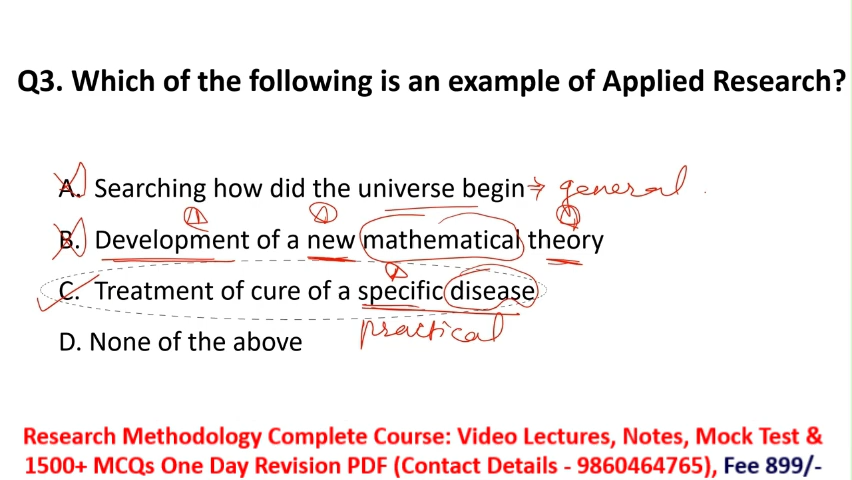 Q3. Which of the following is an example of Applied Research?
A. Searching how did the universe begin → general
B. Development of a new mathematical theory
C. Treatment of cure of a specific disease
practical
D. None of the above
Research Methodology Complete Course: Video Lectures, Notes, Mock Test &
1500+ MCQs One Day Revision PDF (Contact Details - 9860464765), Fee 899/-